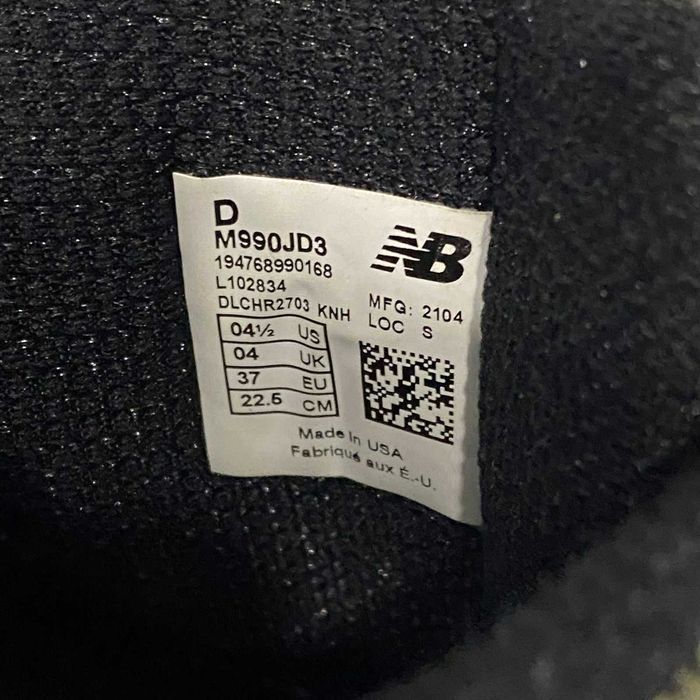 D
M990JD3
194768990168
L102834
DLCHR2703 KNH
NB
MFG: 2104
LOC S
04½ US
04 UK
37 EU
22.5 CM
Made in USA
Fabriqué aux É.-U.